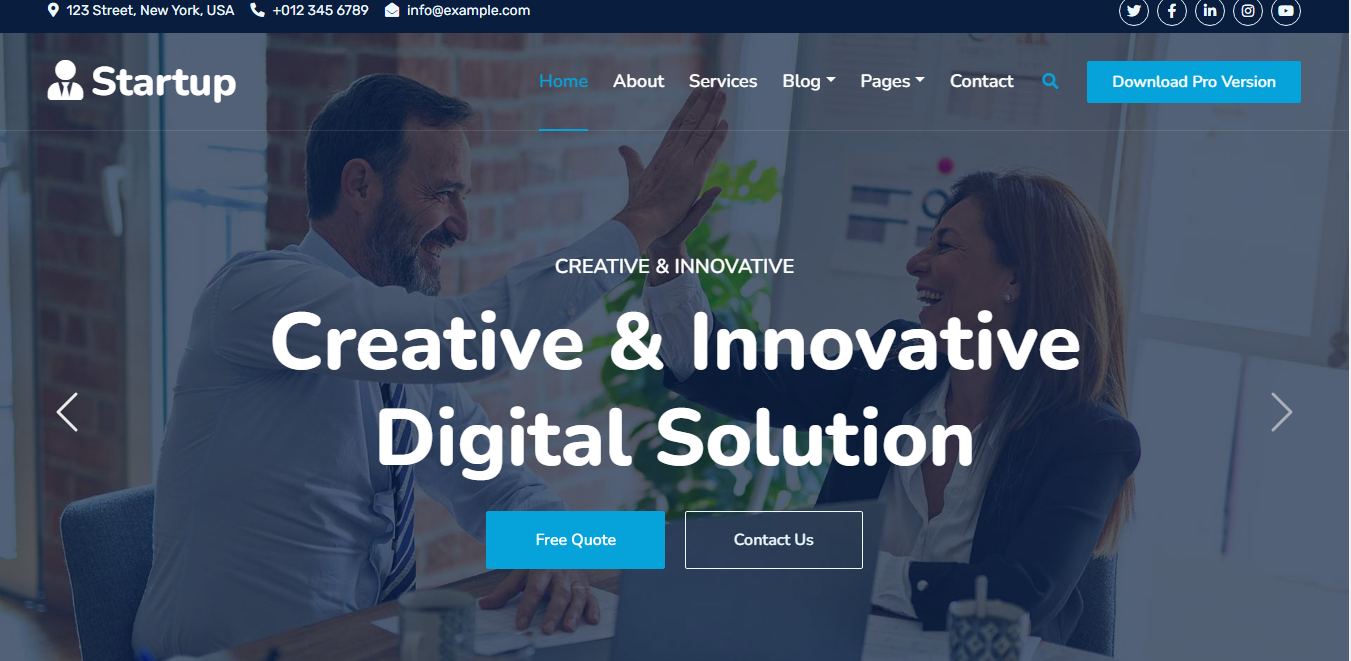 123 Street, New York, USA +012 345 6789 info@example.com
Startup Home About Services Blog Pages Contact Download Pro Version
CREATIVE & INNOVATIVE
Creative & Innovative
Digital Solution
Free Quote Contact Us